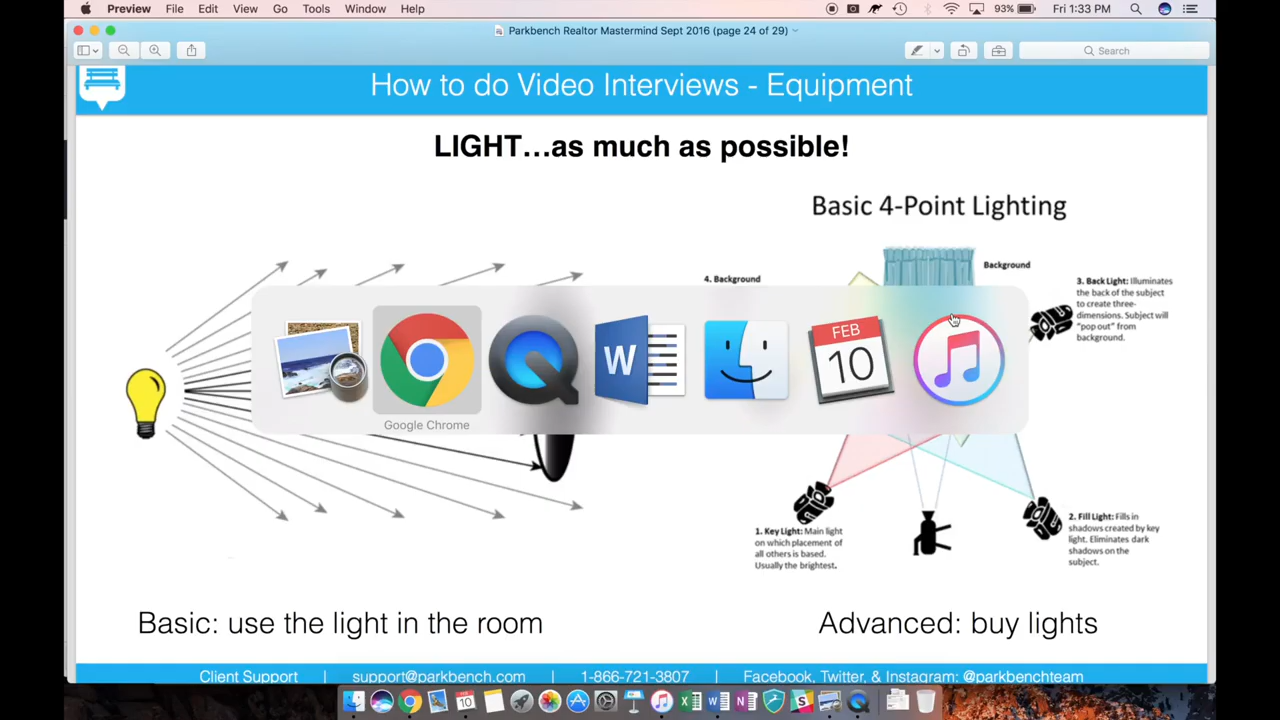 Preview File Edit View Go Tools Window Help 93% Fri 1:33 PM
Parkbench Realtor Mastermind Sept 2016 (page 24 of 29)
Search
How to do Video Interviews - Equipment
LIGHT...as much as possible!
Basic 4-Point Lighting
Background
4. Background
3. Back Light: Illuminates
the back of the subject
to create three-
dimensions. Subject will
"pop out" from
background.
W
FEB
10
Google Chrome
1. Key Light: Main light
on which placement of
all others is based.
Usually the brightest.
2. Fill Light: Fills in
shadows created by key
light. Eliminates dark
shadows on the
subject.
Basic: use the light in the room
Advanced: buy lights
Client Support | support@parkbench.com | 1-866-721-3807 | Facebook, Twitter, & Instagram: @parkbenchteam